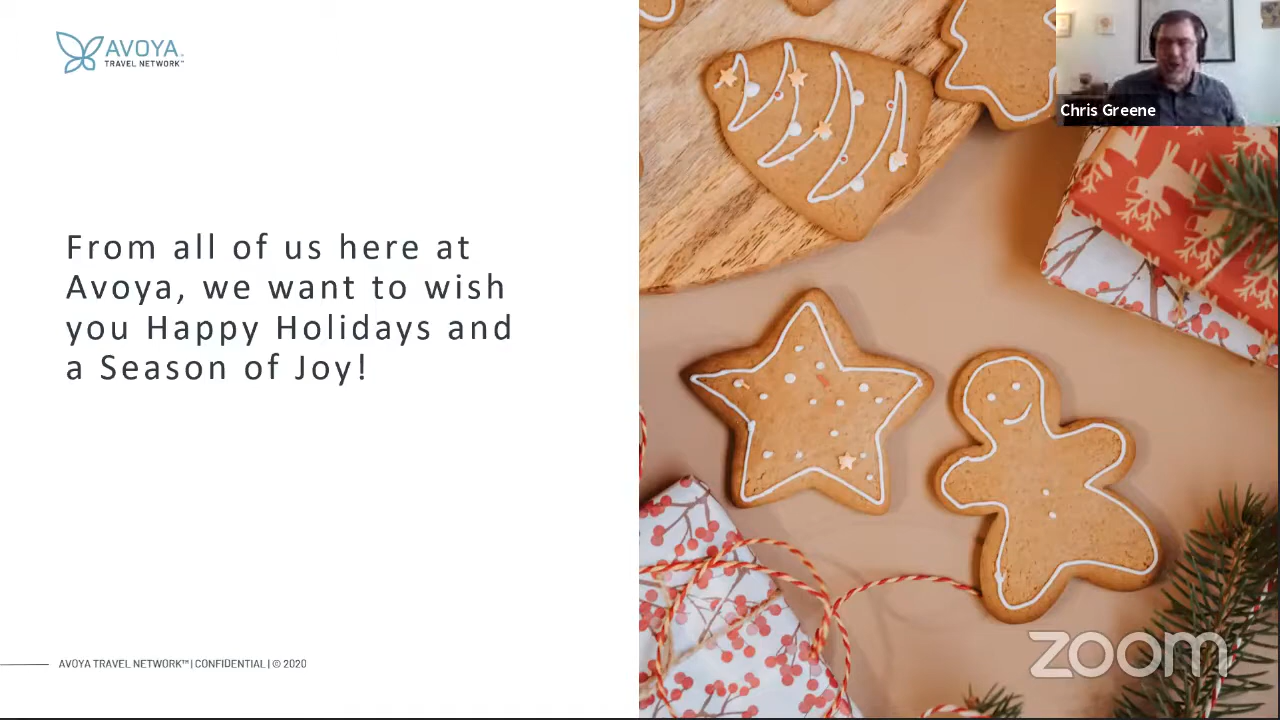 AVOYA
TRAVEL NETWORK™
Chris Greene
From all of us here at
Avoya, we want to wish
you Happy Holidays and
a Season of Joy!
AVOYA TRAVEL NETWORK™ | CONFIDENTIAL | © 2020
zoom